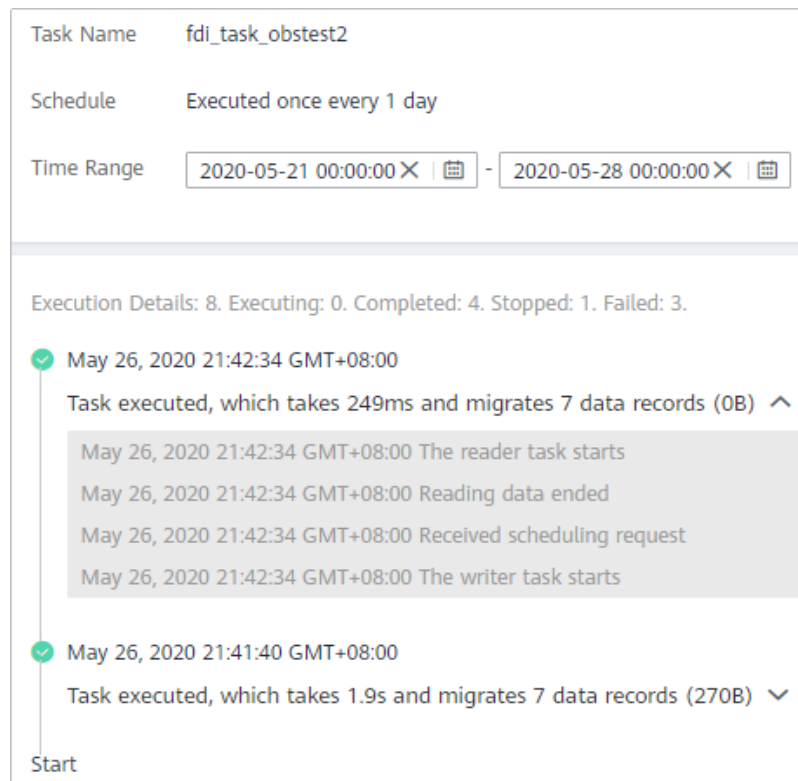 Task Name fdi_task_obstest2
Schedule Executed once every 1 day
Time Range 2020-05-21 00:00:00 - 2020-05-28 00:00:00
Execution Details: 8. Executing: 0. Completed: 4. Stopped: 1. Failed: 3.
May 26, 2020 21:42:34 GMT+08:00
Task executed, which takes 249ms and migrates 7 data records (0B)
May 26, 2020 21:42:34 GMT+08:00 The reader task starts
May 26, 2020 21:42:34 GMT+08:00 Reading data ended
May 26, 2020 21:42:34 GMT+08:00 Received scheduling request
May 26, 2020 21:42:34 GMT+08:00 The writer task starts
May 26, 2020 21:41:40 GMT+08:00
Task executed, which takes 1.9s and migrates 7 data records (270B)
Start